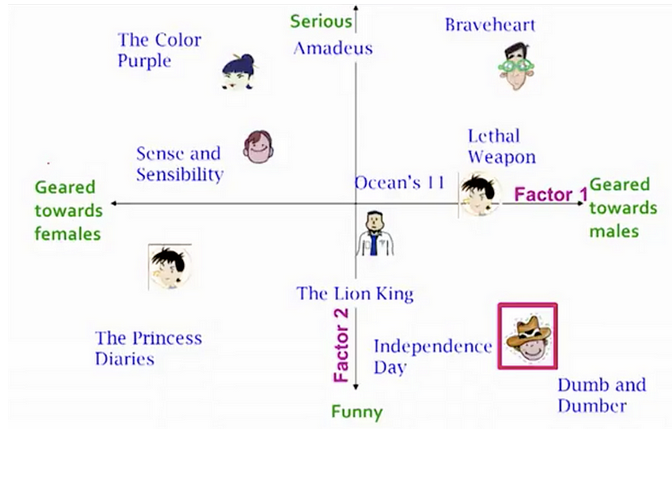 Serious
Braveheart
The Color
Purple
Amadeus
Lethal
Weapon
Sense and
Sensibility
Ocean's 11
Factor 1
Geared
towards
females
Geared
towards
males
The Lion King
Factor 2
The Princess
Diaries
Independence
Day
Dumb and
Dumber
Funny